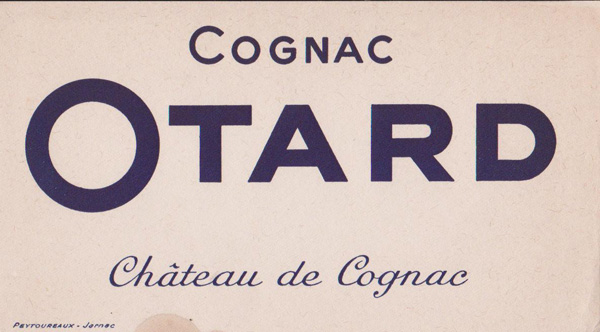 COGNAC
OTARD
Château de Cognac
PEYTOUREAUX - Jarnac